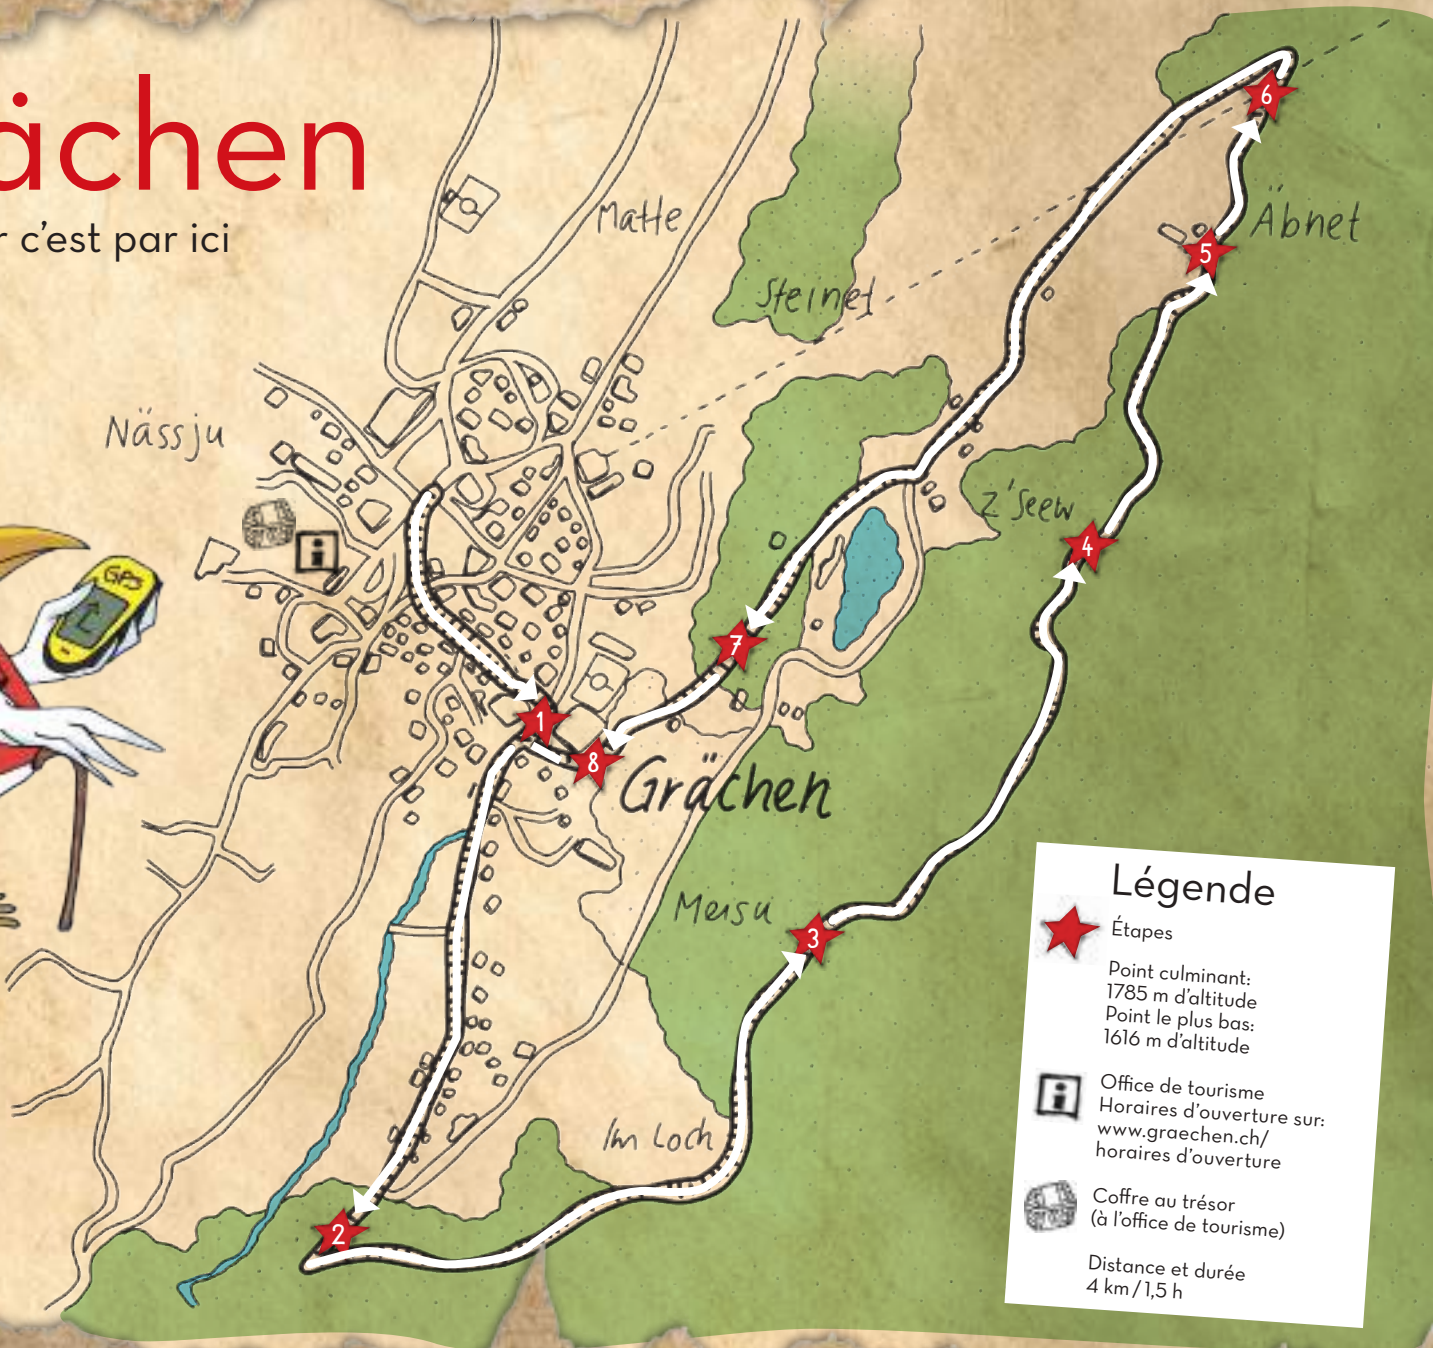 ächen
r c'est par ici
Matte
Steinet
Äbnet
Nässju
Z'Seew
GPS
Grächen
Meisu
Im Loch
1
2
3
4
5
6
7
8
Légende
Étapes
Point culminant:
1785 m d'altitude
Point le plus bas:
1616 m d'altitude
i
Office de tourisme
Horaires d'ouverture sur:
www.graechen.ch/
horaires d'ouverture
Coffre au trésor
(à l'office de tourisme)
Distance et durée
4 km / 1,5 h